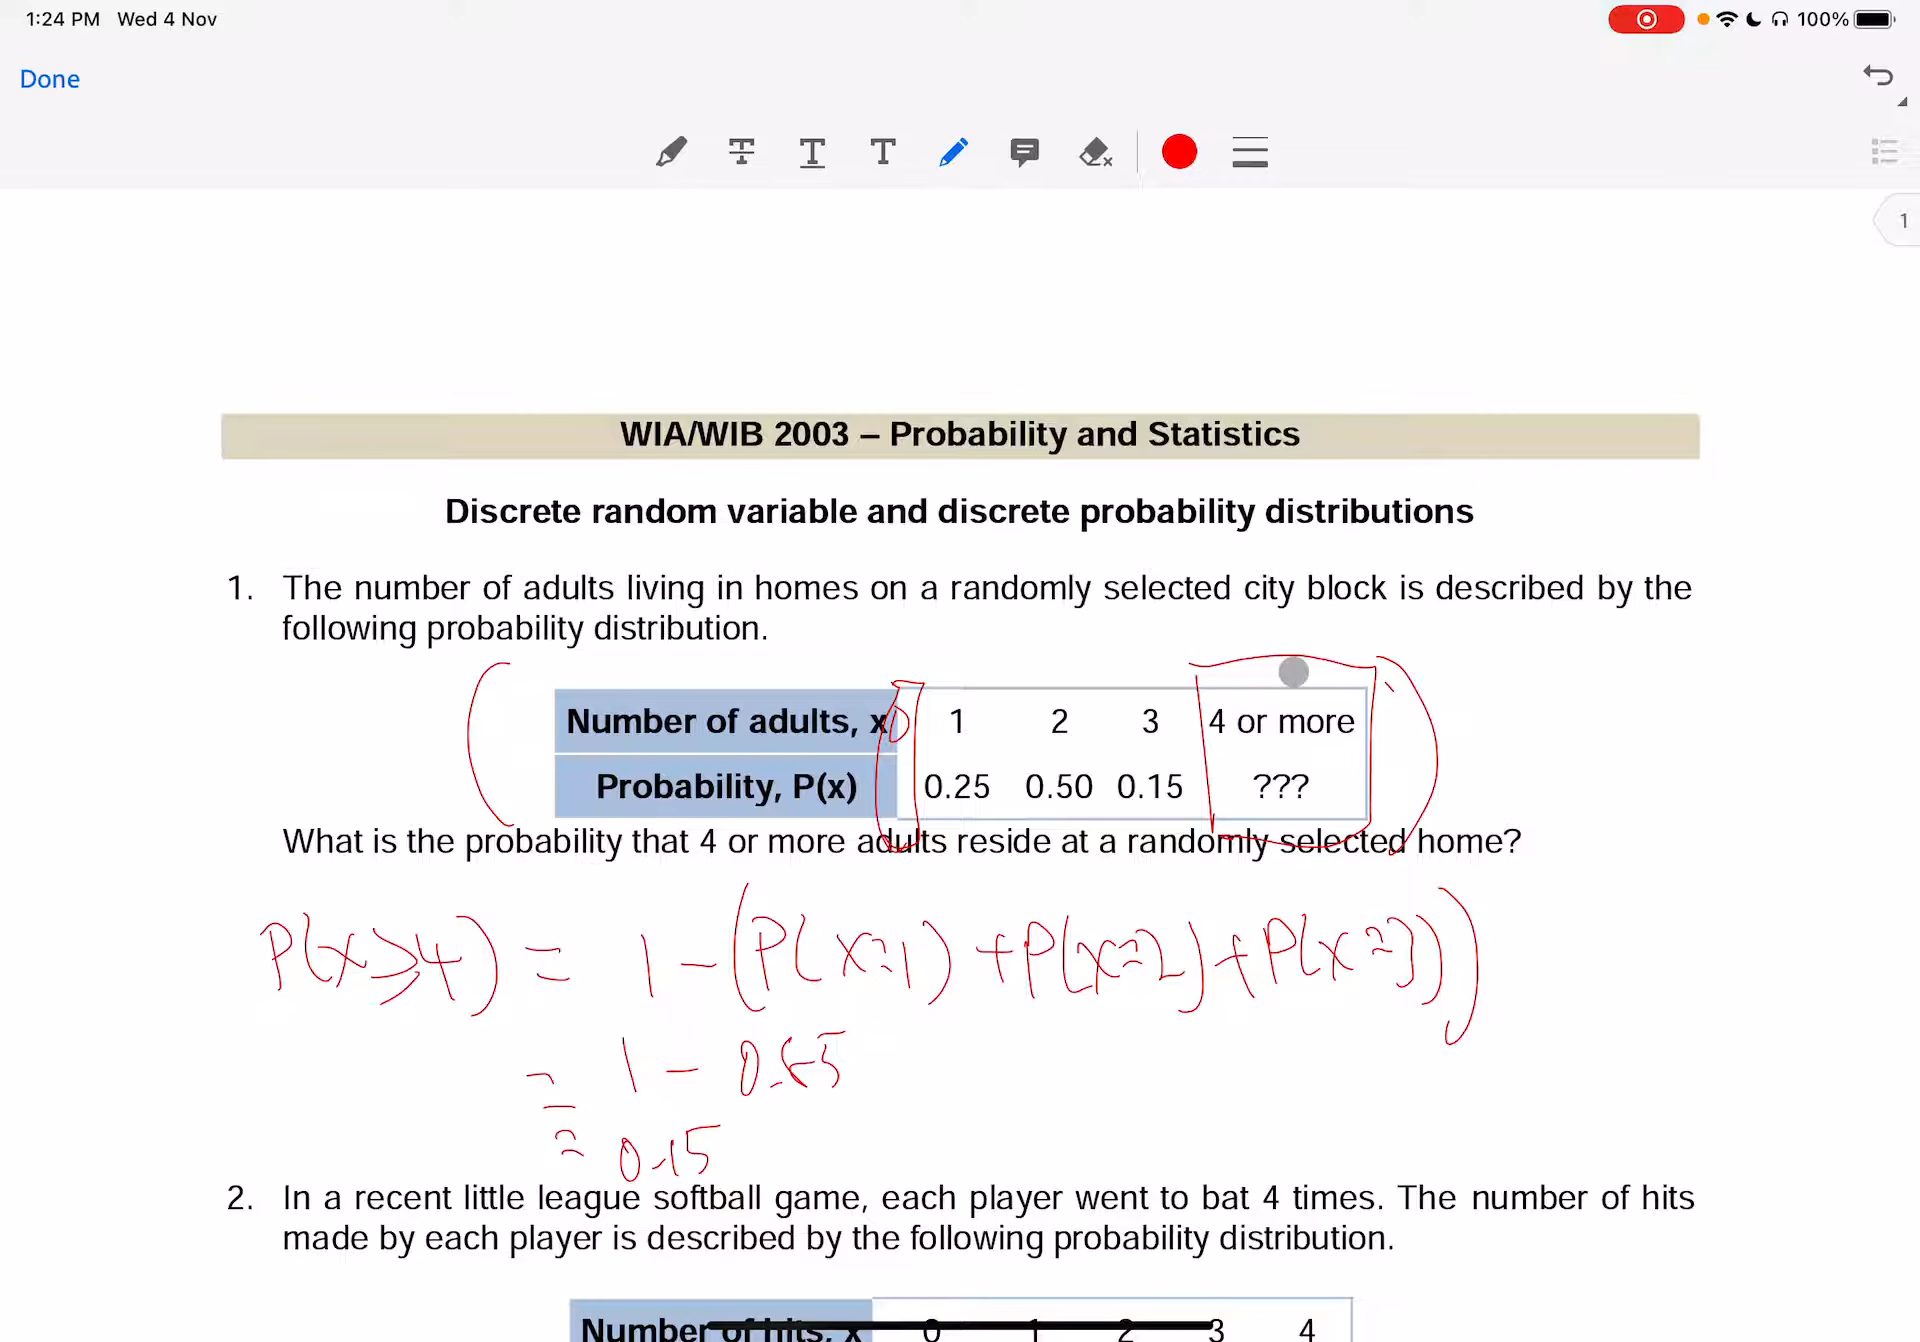 1:24 PM Wed 4 Nov
100%
Done
1
WIA/WIB 2003 – Probability and Statistics
Discrete random variable and discrete probability distributions
1. The number of adults living in homes on a randomly selected city block is described by the
following probability distribution.
Number of adults, x 0 1 2 3 4 or more
Probability, P(x) 0.25 0.50 0.15 ???
What is the probability that 4 or more adults reside at a randomly selected home?
P(x≥4) = 1 - (P(x=1) + P(x=2) + P(x=3))
= 1 - 0.85
= 0.15
2. In a recent little league softball game, each player went to bat 4 times. The number of hits
made by each player is described by the following probability distribution.
Number of hits, x 0 1 2 3 4